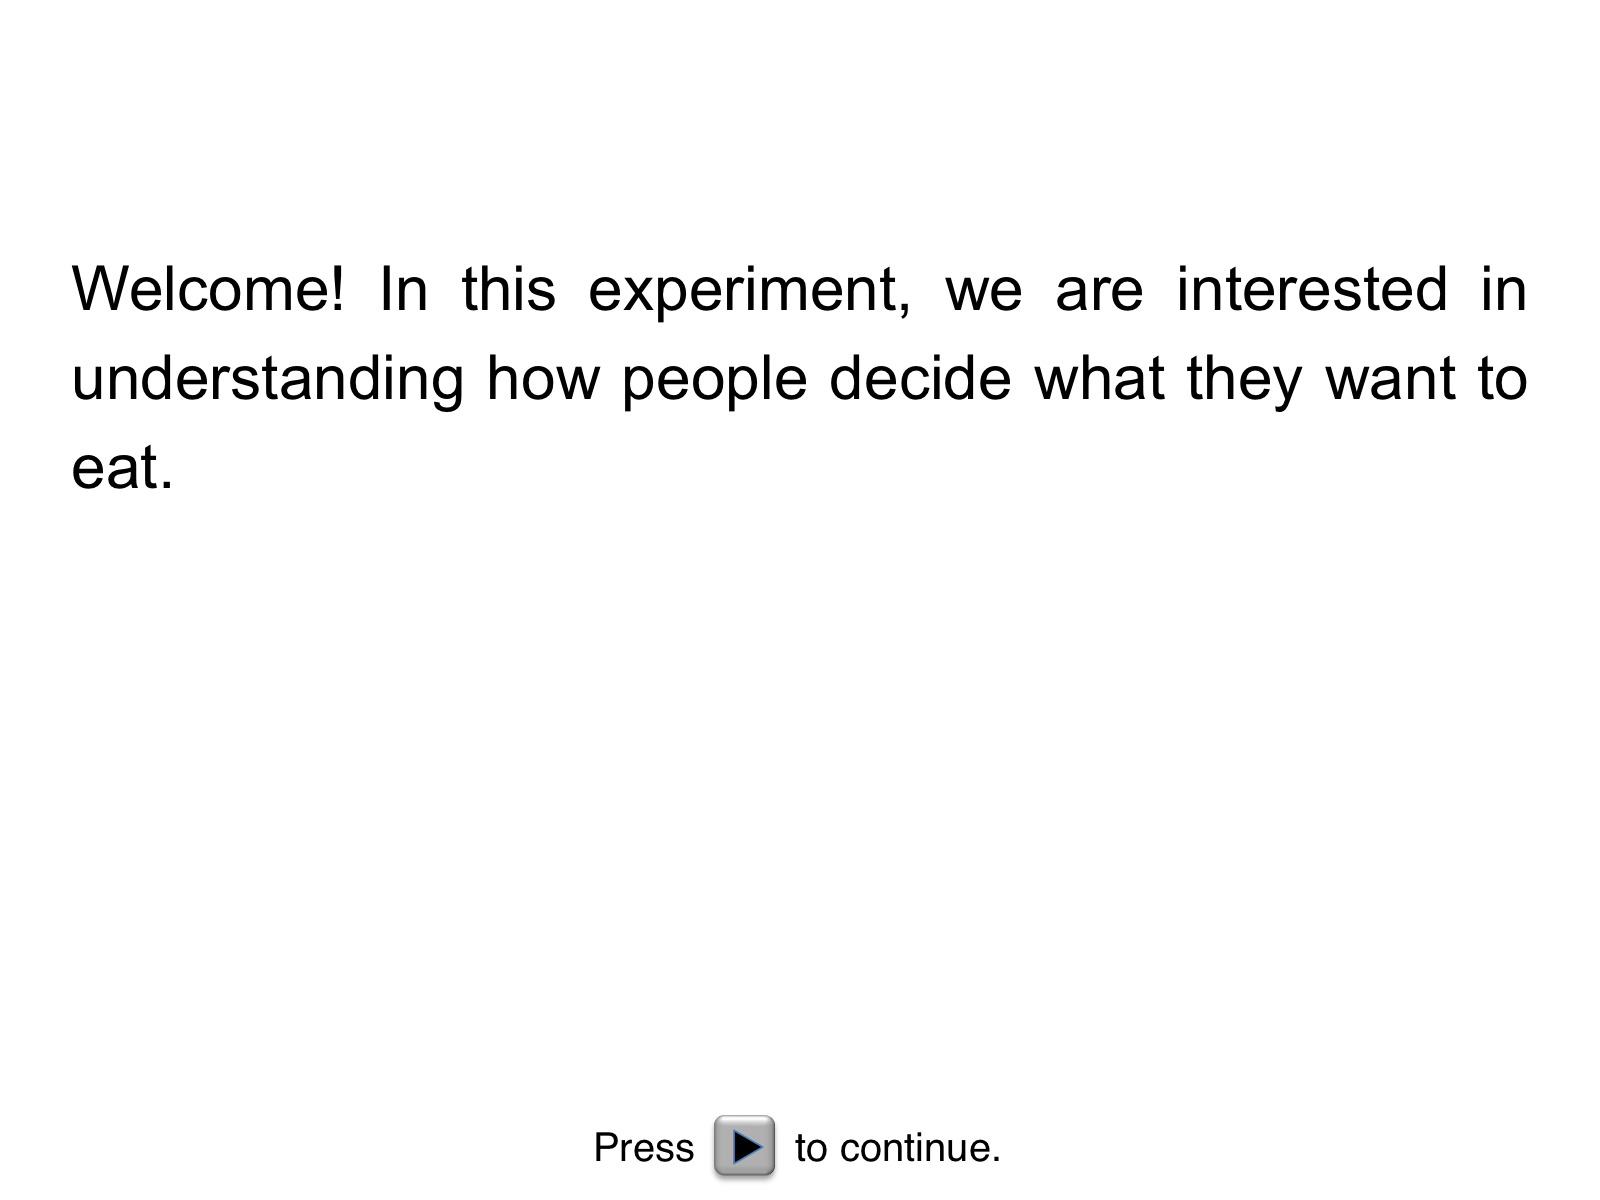 Welcome! In this experiment, we are interested in
understanding how people decide what they want to
eat.
Press to continue.